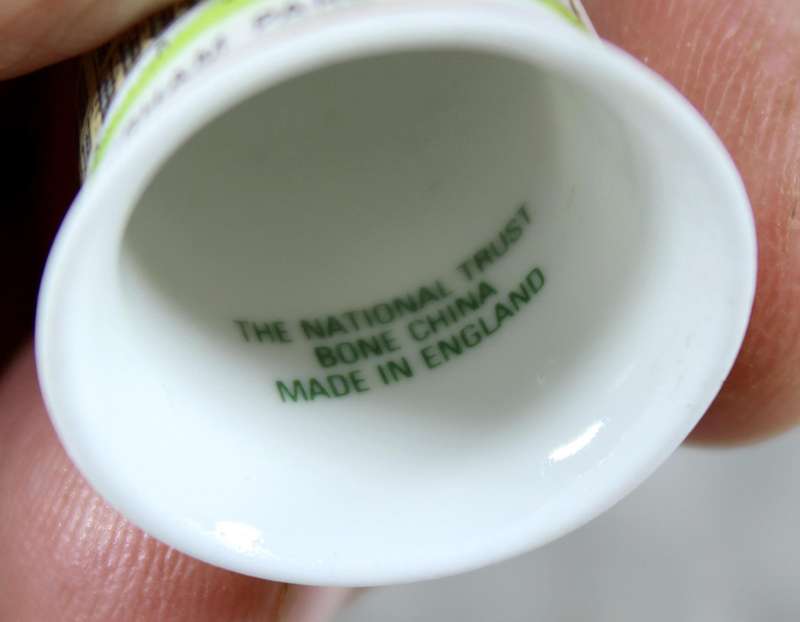 THE NATIONAL TRUST
BONE CHINA
MADE IN ENGLAND